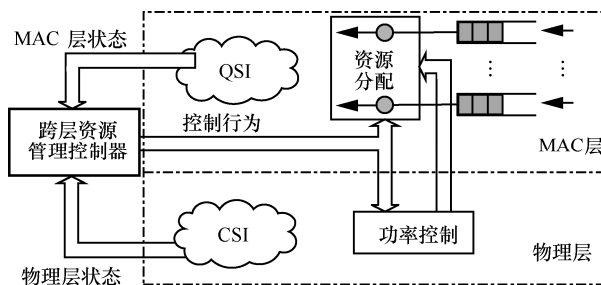 MAC 层状态
QSI
资源
分配
⋮
⋮
跨层资源
管理控制器
控制行为
MAC层
CSI
功率控制
物理层
物理层状态